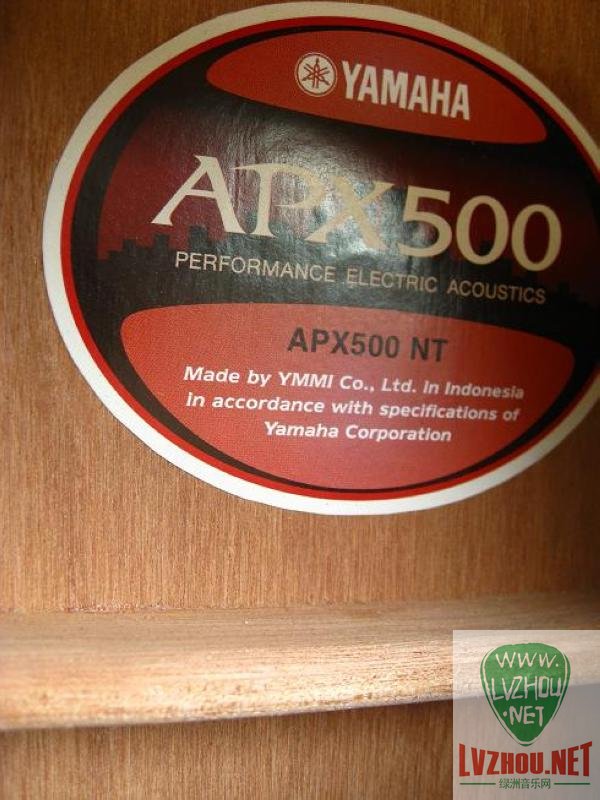 YAMAHA
APX500
PERFORMANCE ELECTRIC ACOUSTICS
APX500 NT
Made by YMMI Co., Ltd. In Indonesia
in accordance with specifications of
Yamaha Corporation
WWW.
LVZHOU
.NET
LVZHOU.NET
绿洲音乐网